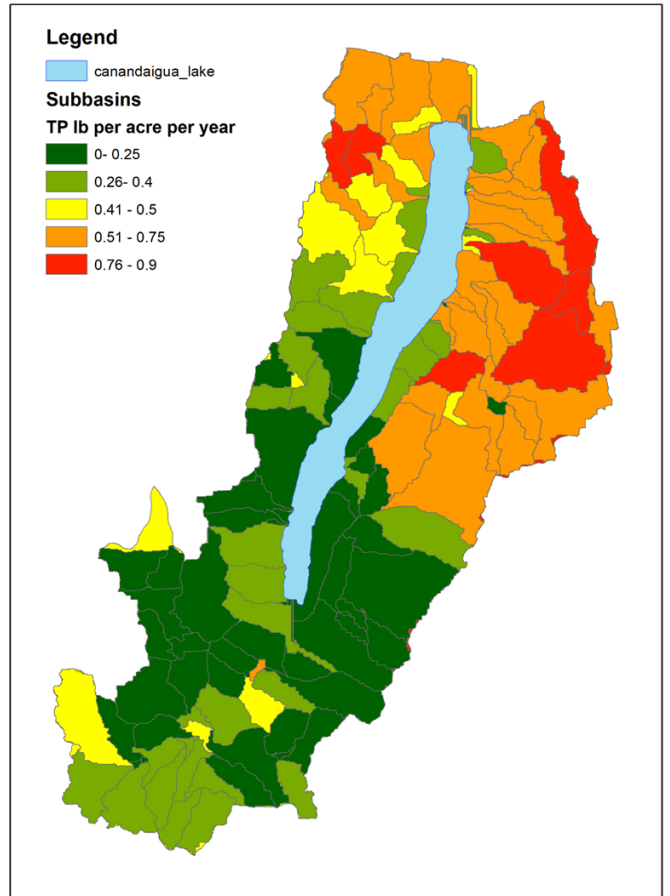 Legend
canandaigua_lake
Subbasins
TP lb per acre per year
0- 0.25
0.26- 0.4
0.41 - 0.5
0.51 - 0.75
0.76 - 0.9